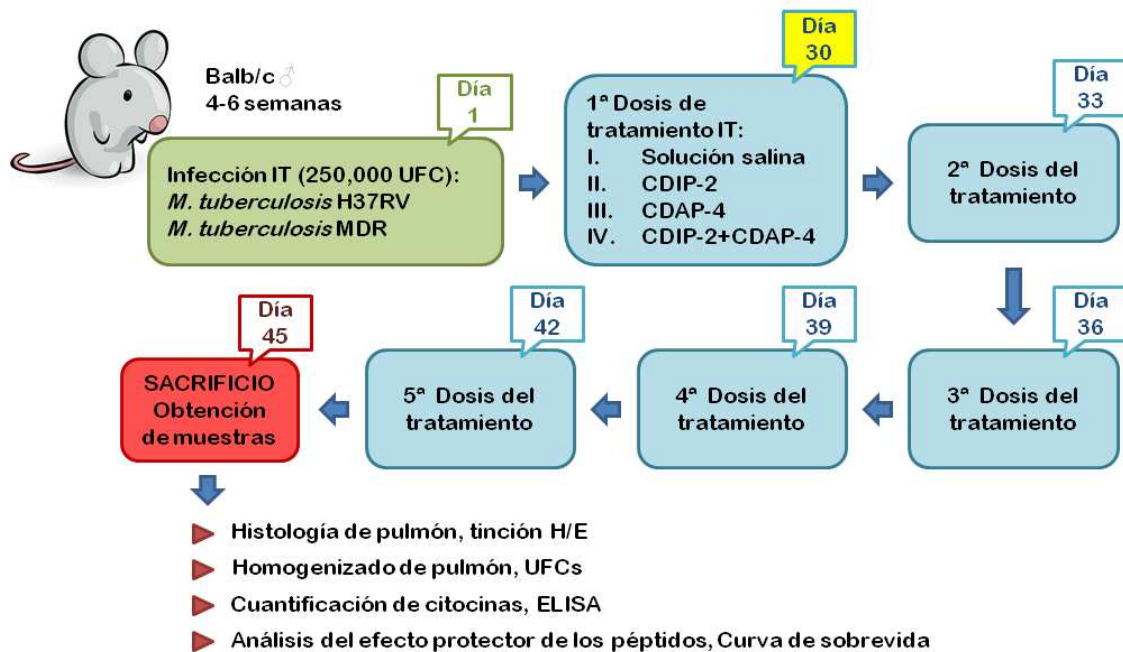 Balb/c ♂
4-6 semanas
Día
1
Infección IT (250,000 UFC):
M. tuberculosis H37RV
M. tuberculosis MDR
Día
30
1ª Dosis de
tratamiento IT:
I. Solución salina
II. CDIP-2
III. CDAP-4
IV. CDIP-2+CDAP-4
Día
33
2ª Dosis del
tratamiento
Día
36
3ª Dosis del
tratamiento
Día
39
4ª Dosis del
tratamiento
Día
42
5ª Dosis del
tratamiento
Día
45
SACRIFICIO
Obtención
de muestras
Histología de pulmón, tinción H/E
Homogenizado de pulmón, UFCs
Cuantificación de citocinas, ELISA
Análisis del efecto protector de los péptidos, Curva de sobrevida